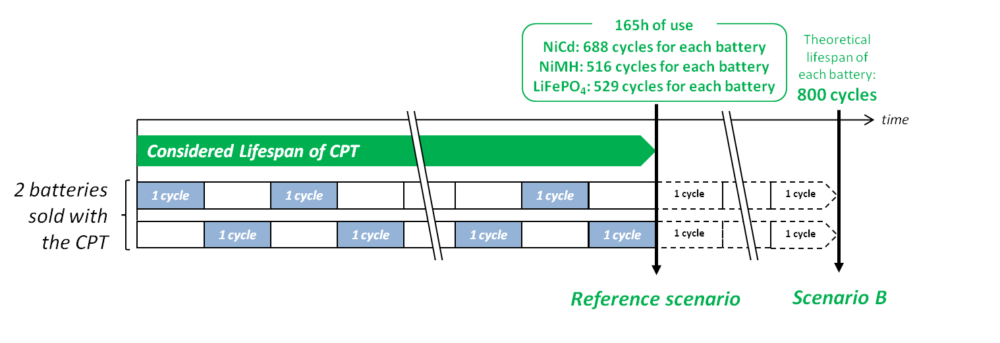 165h of use
NiCd: 688 cycles for each battery
NiMH: 516 cycles for each battery
LiFePO4: 529 cycles for each battery
Theoretical
lifespan of
each battery:
800 cycles
time
Considered Lifespan of CPT
2 batteries
sold with
the CPT
1 cycle
1 cycle
1 cycle
1 cycle
1 cycle
1 cycle
1 cycle
1 cycle
1 cycle
1 cycle
1 cycle
Reference scenario
Scenario B